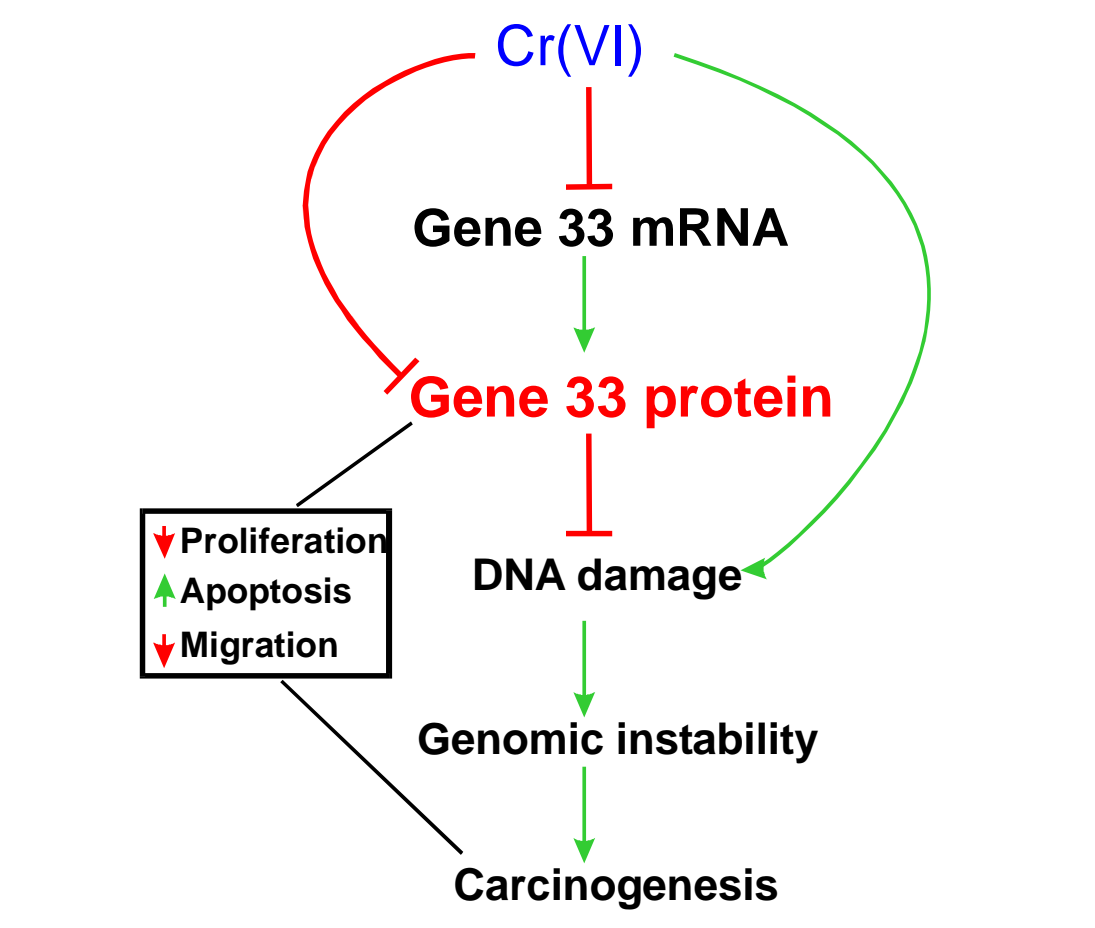 Cr(VI)
Gene 33 mRNA
Gene 33 protein
Proliferation
Apoptosis
Migration
DNA damage
Genomic instability
Carcinogenesis